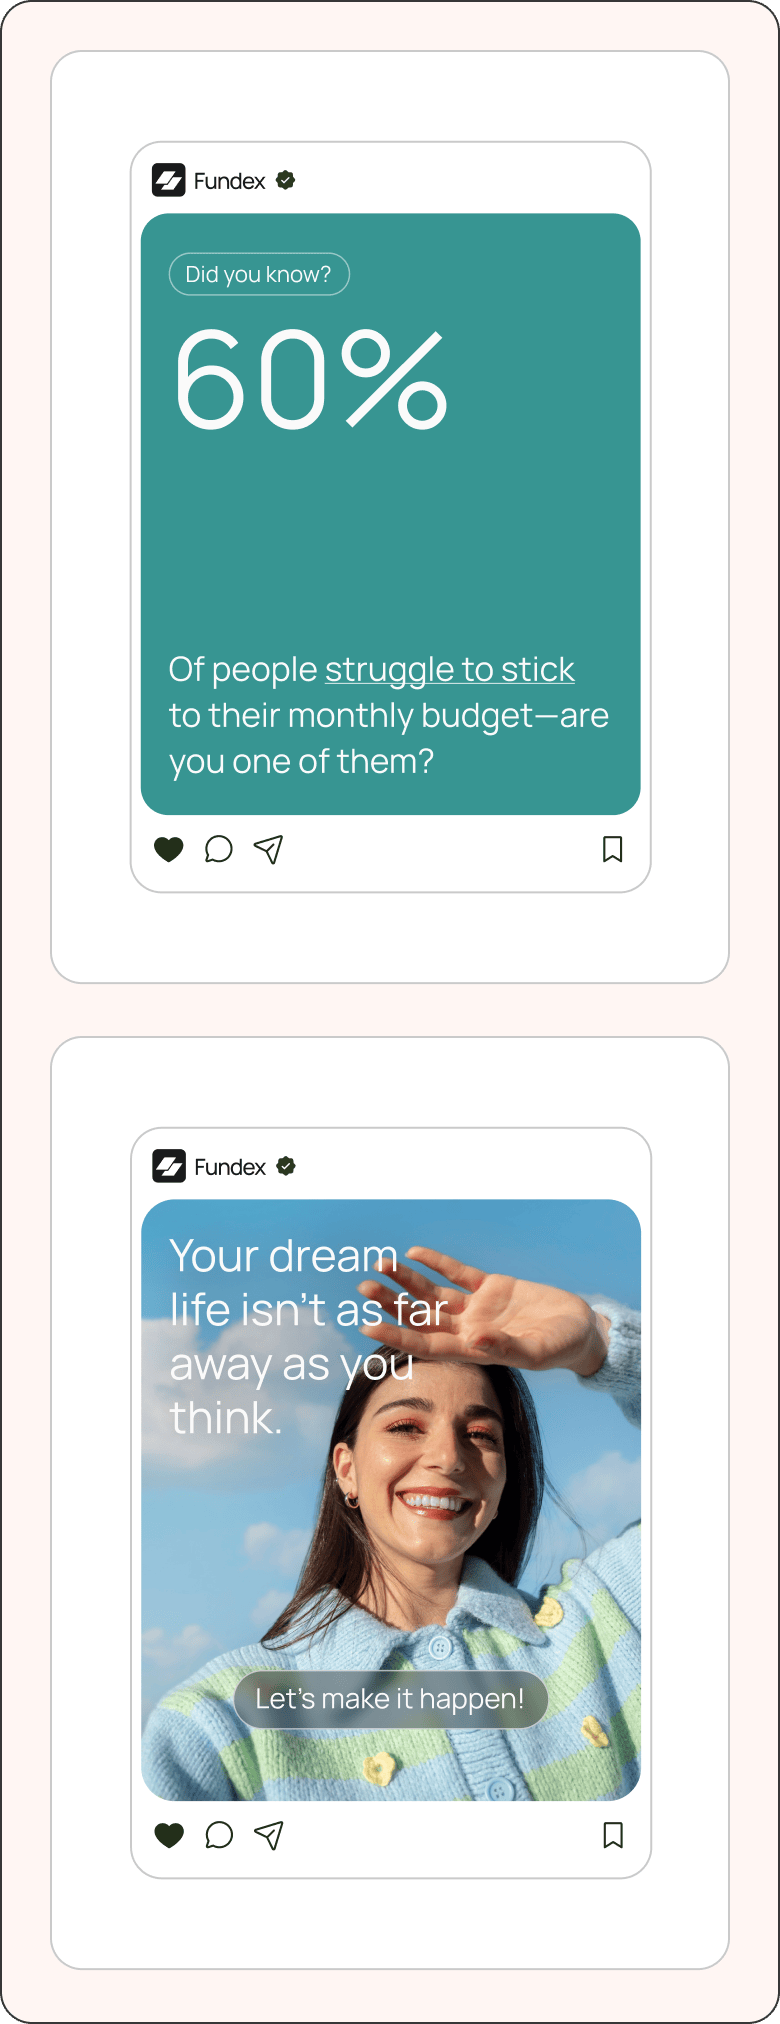 Fundex
Did you know?
60%
Of people struggle to stick
to their monthly budget—are
you one of them?
Fundex
Your dream
life isn’t as far
away as you
think.
Let’s make it happen!